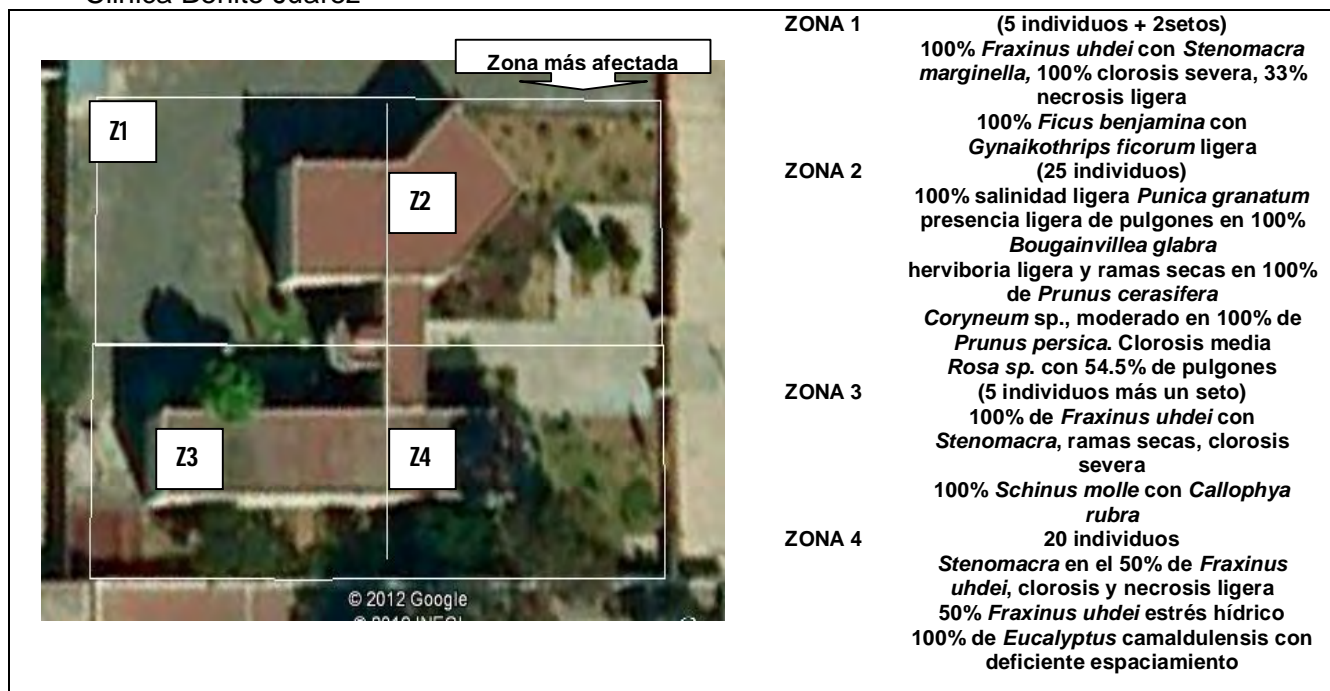 Clínica Benito Juárez
Zona más afectada
Z1
Z2
Z3
Z4
© 2012 Google
ZONA 1 (5 individuos + 2setos)
100% Fraxinus uhdei con Stenomacra
marginella, 100% clorosis severa, 33%
necrosis ligera
100% Ficus benjamina con
Gynaikothrips ficorum ligera
ZONA 2 (25 individuos)
100% salinidad ligera Punica granatum
presencia ligera de pulgones en 100%
Bougainvillea glabra
herviboria ligera y ramas secas en 100%
de Prunus cerasifera
Coryneum sp., moderado en 100% de
Prunus persica. Clorosis media
Rosa sp. con 54.5% de pulgones
ZONA 3 (5 individuos más un seto)
100% de Fraxinus uhdei con
Stenomacra, ramas secas, clorosis
severa
100% Schinus molle con Callophya
rubra
ZONA 4 20 individuos
Stenomacra en el 50% de Fraxinus
uhdei, clorosis y necrosis ligera
50% Fraxinus uhdei estrés hídrico
100% de Eucalyptus camaldulensis con
deficiente espaciamiento